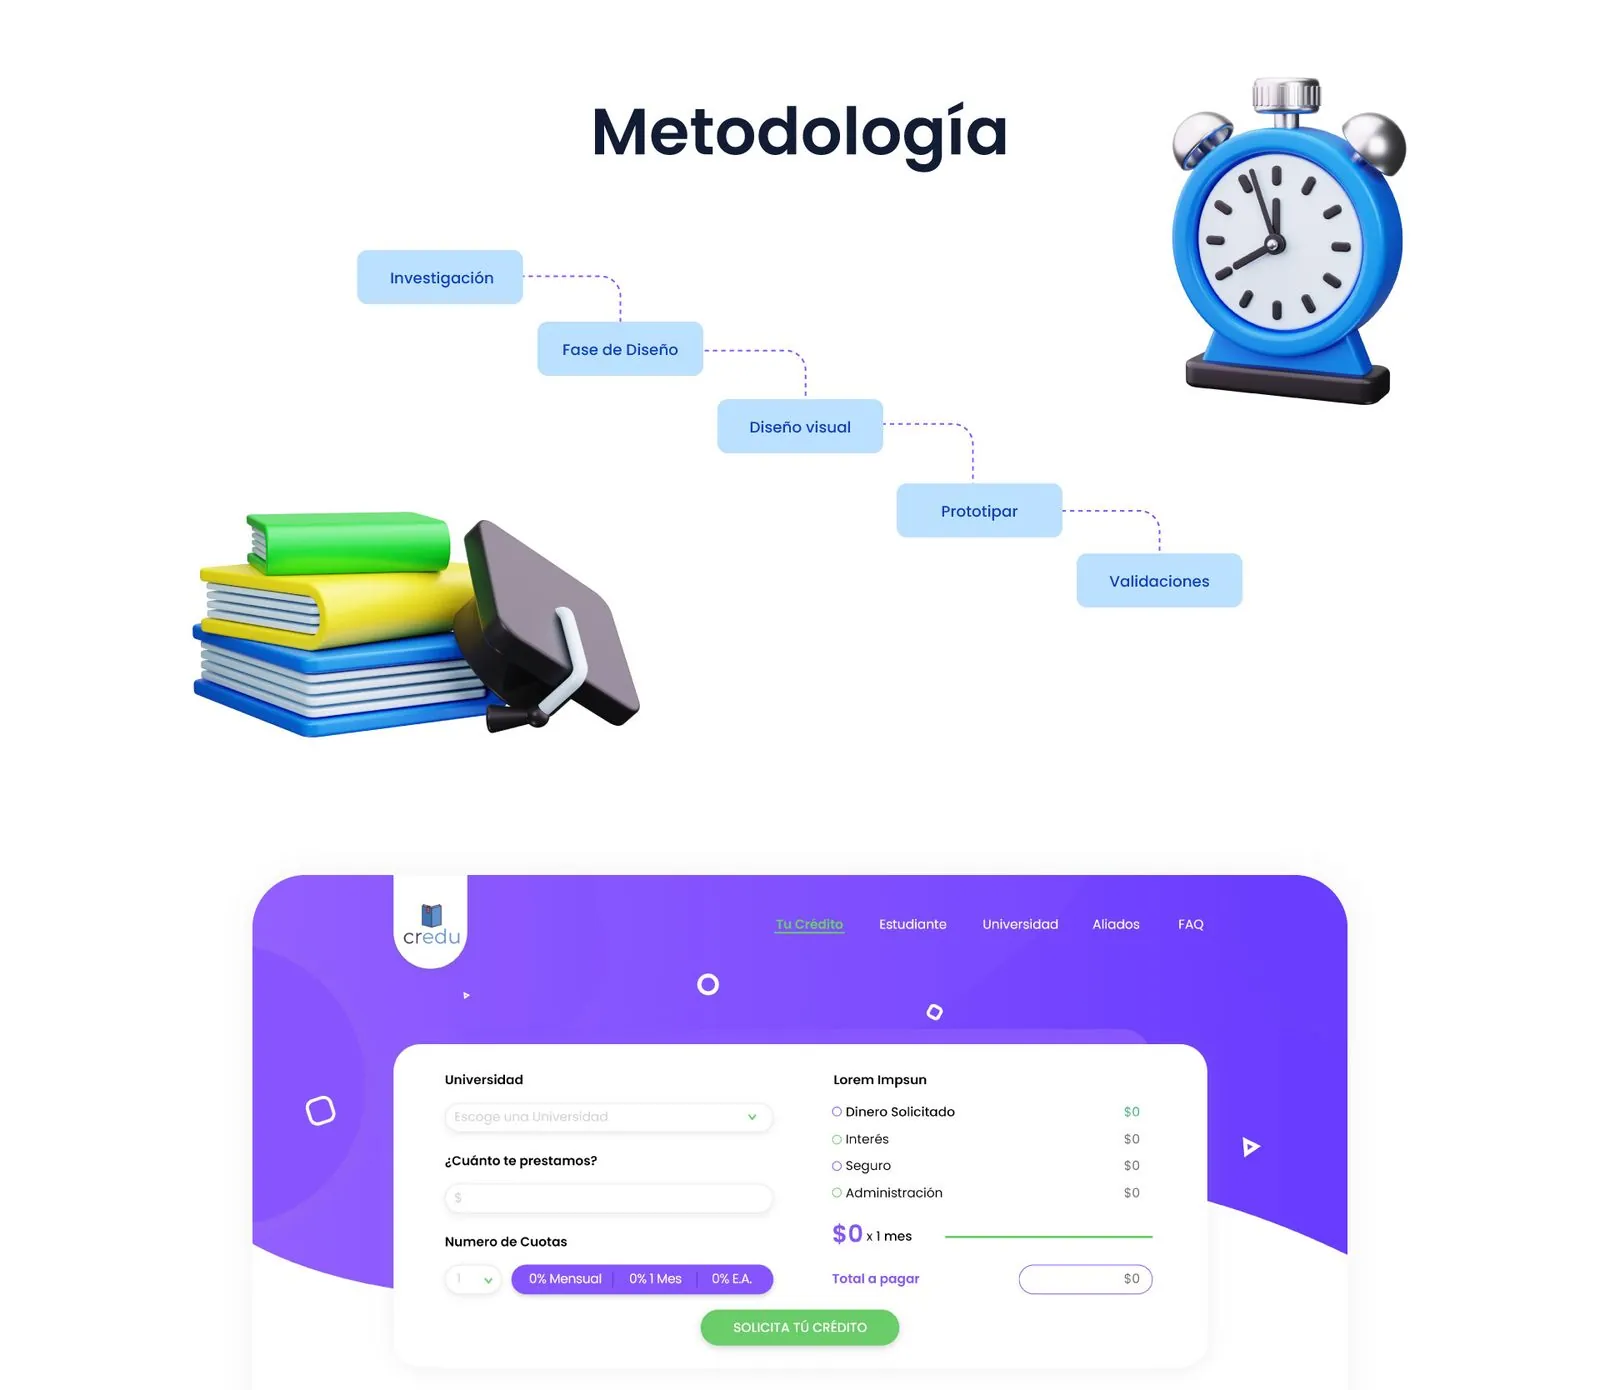 Metodología
Investigación
Fase de Diseño
Diseño visual
Prototipar
Validaciones
credu
Tu Crédito Estudiante Universidad Aliados FAQ
Universidad
Escoge una Universidad
¿Cuánto te prestamos?
$
Numero de Cuotas
1 0% Mensual 0% 1 Mes 0% E.A.
Lorem Impsun
Dinero Solicitado $0
Interés $0
Seguro $0
Administración $0
$0 x 1 mes
Total a pagar $0
SOLICITA TÚ CRÉDITO